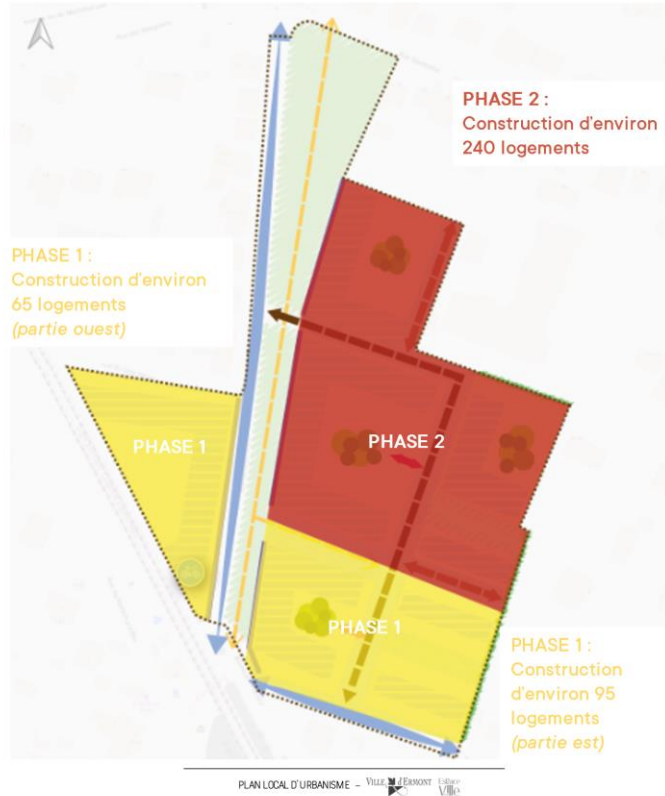 PHASE 2 :
Construction d'environ
240 logements
PHASE 1 :
Construction d'environ
65 logements
(partie ouest)
PHASE 1
PHASE 2
PHASE 1
PHASE 1 :
Construction
d'environ 95
logements
(partie est)
PLAN LOCAL D'URBANISME – VILLE d'ERMONT